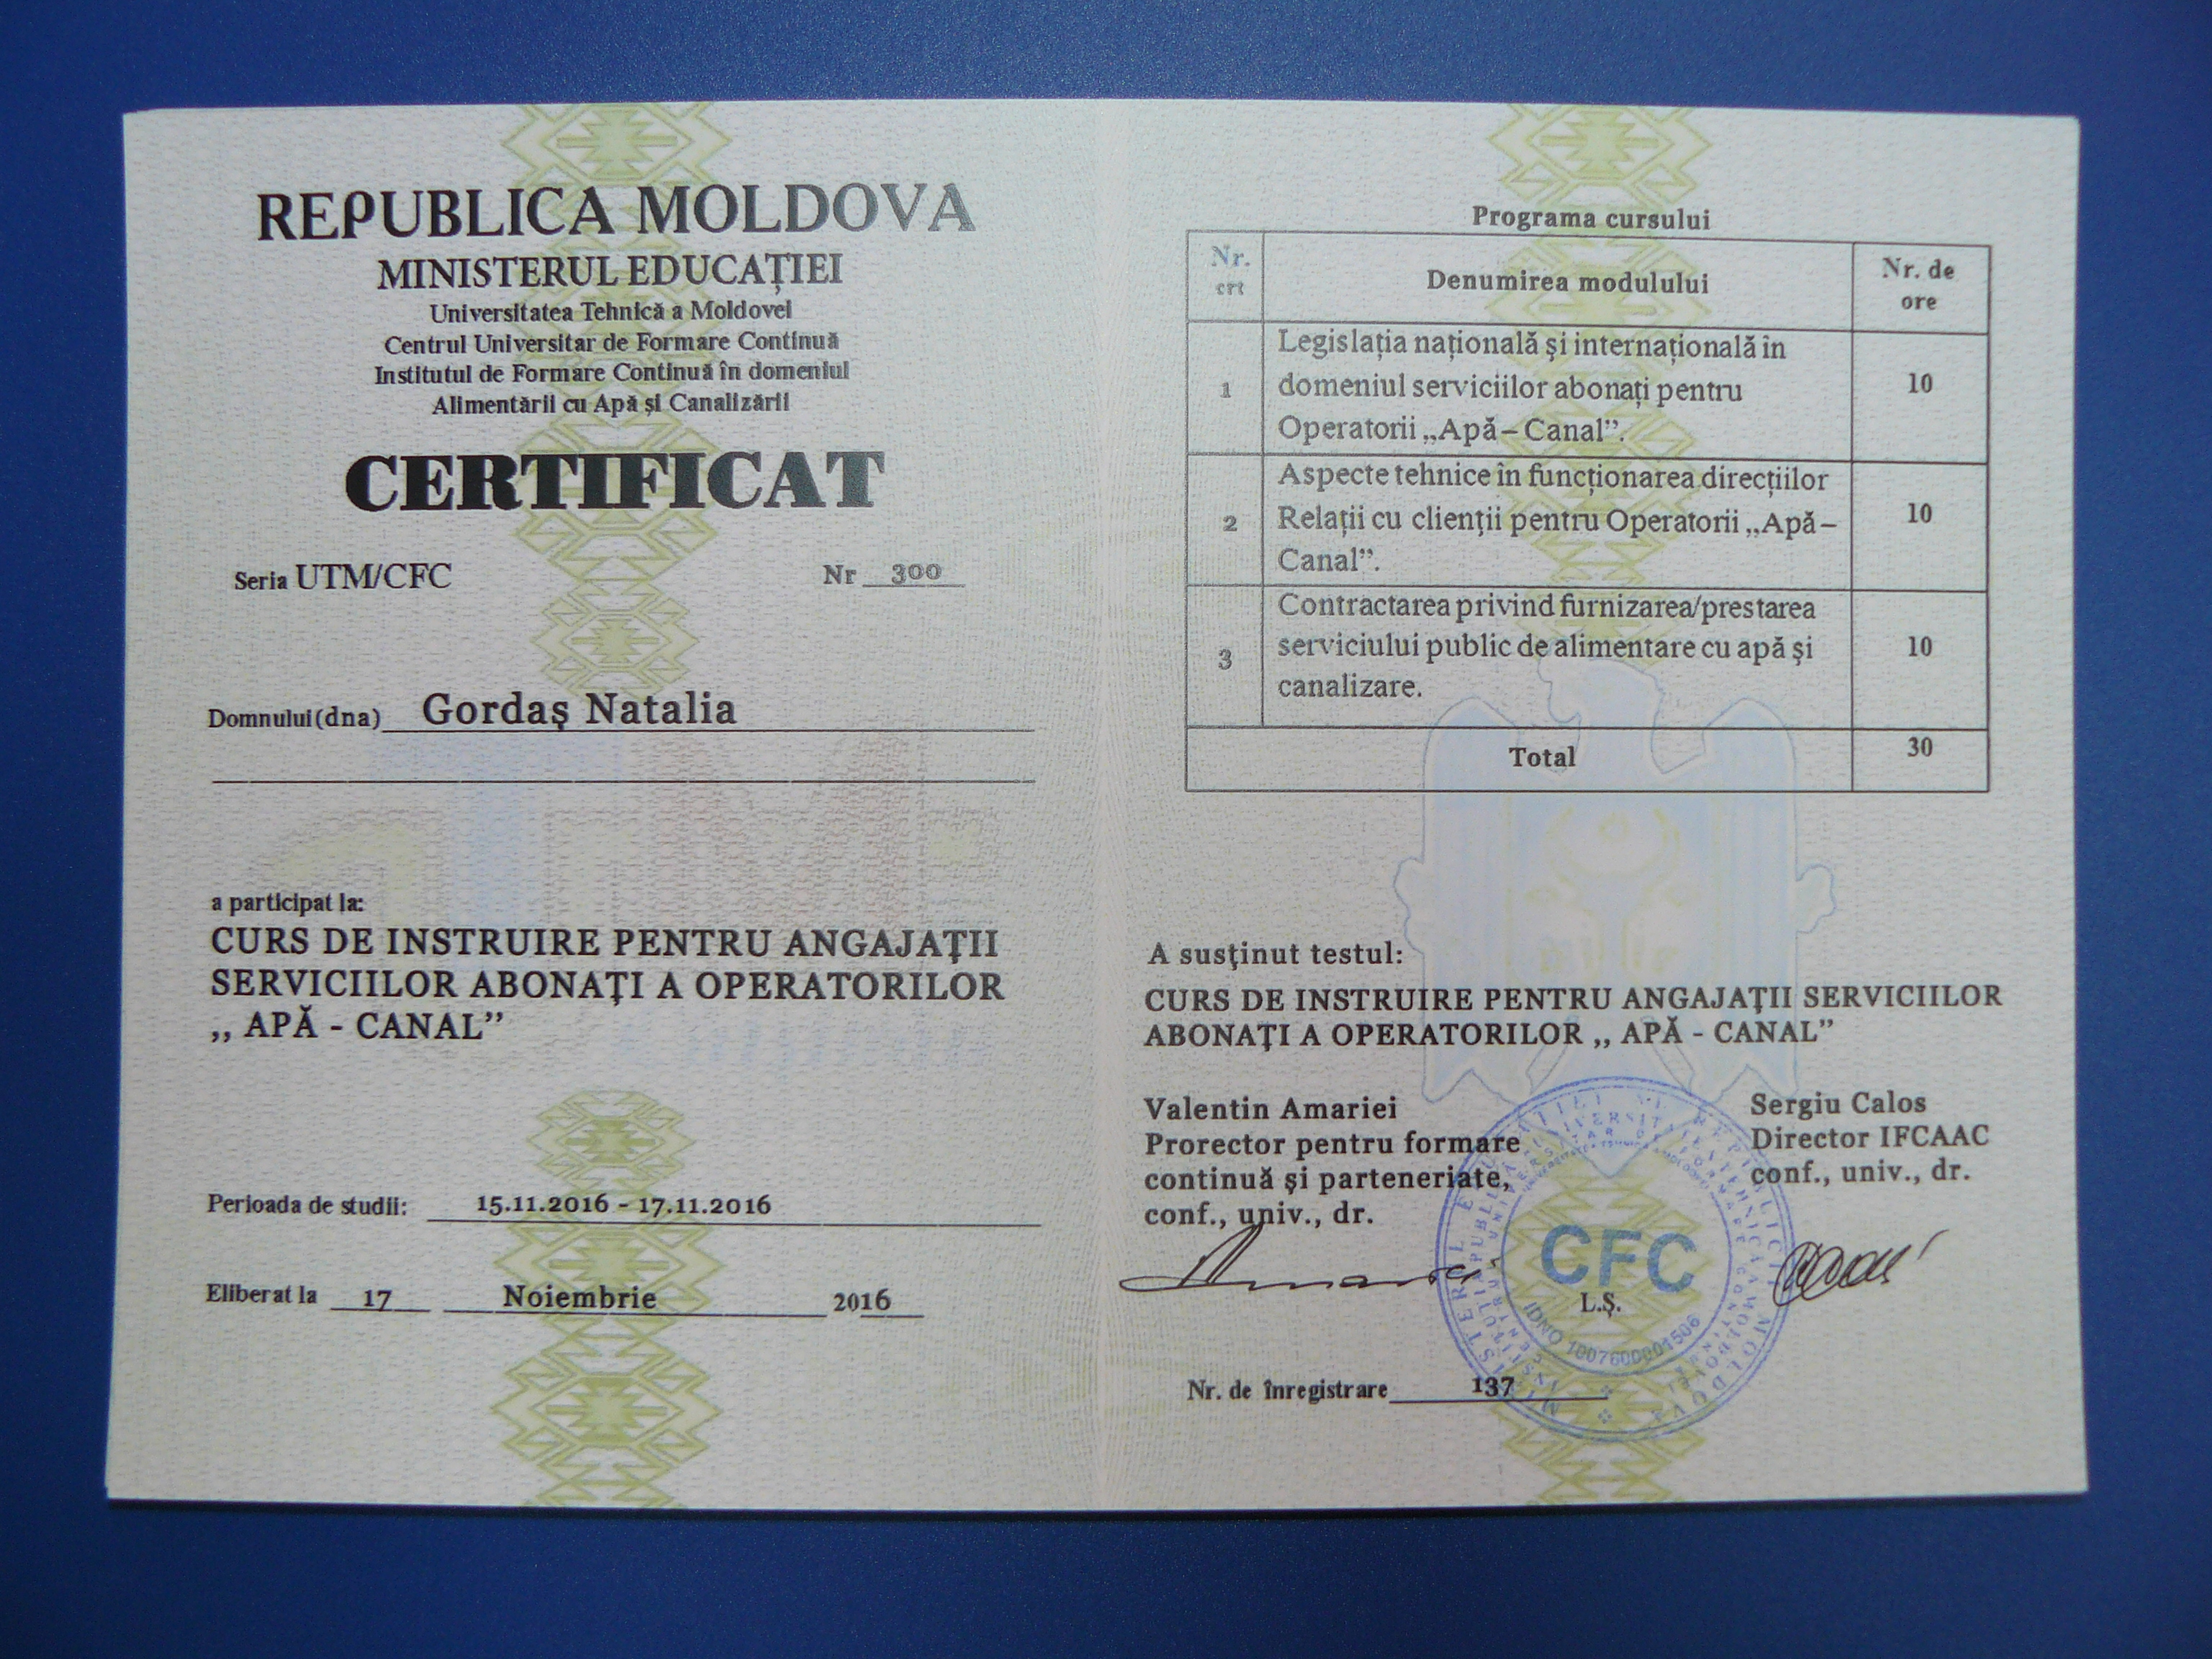 REPUBLICA MOLDOVA
MINISTERUL EDUCAȚIEI
Universitatea Tehnică a Moldovei
Centrul Universitar de Formare Continuă
Institutul de Formare Continuă în domeniul
Alimentării cu Apă și Canalizării
CERTIFICAT
Seria UTM/CFC Nr 300
Domnului(dna) Gordaş Natalia
a participat la:
CURS DE INSTRUIRE PENTRU ANGAJAȚII
SERVICIILOR ABONAȚI A OPERATORILOR
,, APĂ - CANAL”
Perioada de studii: 15.11.2016 - 17.11.2016
Eliberat la 17 Noiembrie 2016
Programa cursului
Nr. crt
Denumirea modulului
Nr. de ore
1
Legislația națională şi internațională în
domeniul serviciilor abonați pentru
Operatorii „Apă – Canal”.
10
2
Aspecte tehnice în funcționarea direcțiilor
Relații cu clienții pentru Operatorii „Apă –
Canal”.
10
3
Contractarea privind furnizarea/prestarea
serviciului public de alimentare cu apă şi
canalizare.
10
Total 30
A susţinut testul:
CURS DE INSTRUIRE PENTRU ANGAJAŢII SERVICIILOR
ABONAŢI A OPERATORILOR ,, APĂ - CANAL”
Valentin Amariei
Prorector pentru formare
continuă şi parteneriate,
conf., univ., dr.
Sergiu Calos
Director IFCAAC
conf., univ., dr.
CFC
L.Ş.
IDNO 1007600001506
Nr. de înregistrare 137